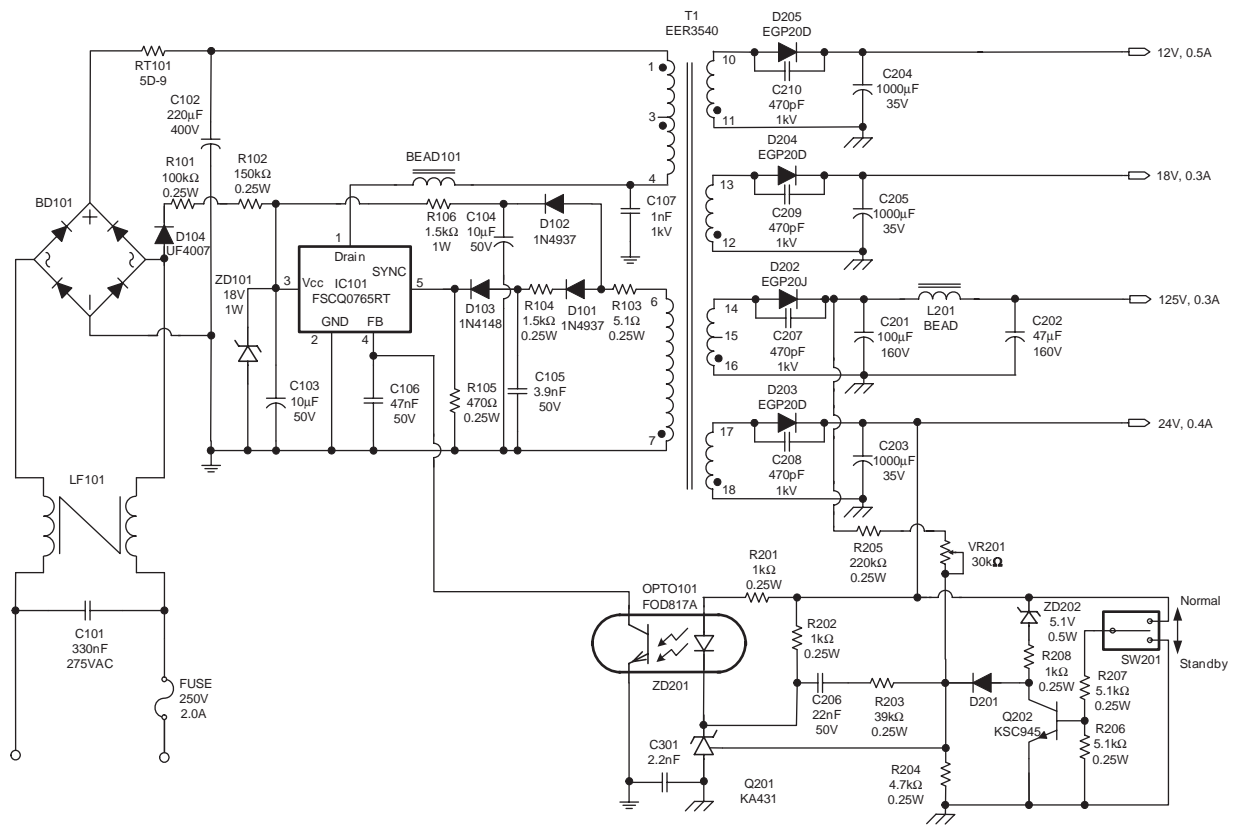 T1
EER3540
RT101
5D-9
C102
220μF
400V
R101
100kΩ
0.25W
R102
150kΩ
0.25W
BEAD101
BD101
D104
UF4007
ZD101
18V
1W
1
Drain
SYNC
3
Vcc
IC101
FSCQ0765RT
5
GND
FB
2
4
R106
1.5kΩ
1W
C104
10μF
50V
D102
1N4937
C107
1nF
1kV
D103
1N4148
R104
1.5kΩ
0.25W
D101
1N4937
R103
5.1Ω
0.25W
C103
10μF
50V
C106
47nF
50V
R105
470Ω
0.25W
C105
3.9nF
50V
1
3
4
6
7
D205
EGP20D
10
11
C210
470pF
1kV
C204
1000μF
35V
12V, 0.5A
D204
EGP20D
13
12
C209
470pF
1kV
C205
1000μF
35V
18V, 0.3A
D202
EGP20J
14
15
16
C207
470pF
1kV
C201
100μF
160V
L201
BEAD
C202
47μF
160V
125V, 0.3A
D203
EGP20D
17
18
C208
470pF
1kV
C203
1000μF
35V
24V, 0.4A
LF101
C101
330nF
275VAC
FUSE
250V
2.0A
OPTO101
FOD817A
ZD201
R201
1kΩ
0.25W
R205
220kΩ
0.25W
VR201
30kΩ
R202
1kΩ
0.25W
C206
22nF
50V
R203
39kΩ
0.25W
D201
ZD202
5.1V
0.5W
R208
1kΩ
0.25W
Q202
KSC945
R207
5.1kΩ
0.25W
R206
5.1kΩ
0.25W
SW201
Normal
Standby
C301
2.2nF
Q201
KA431
R204
4.7kΩ
0.25W